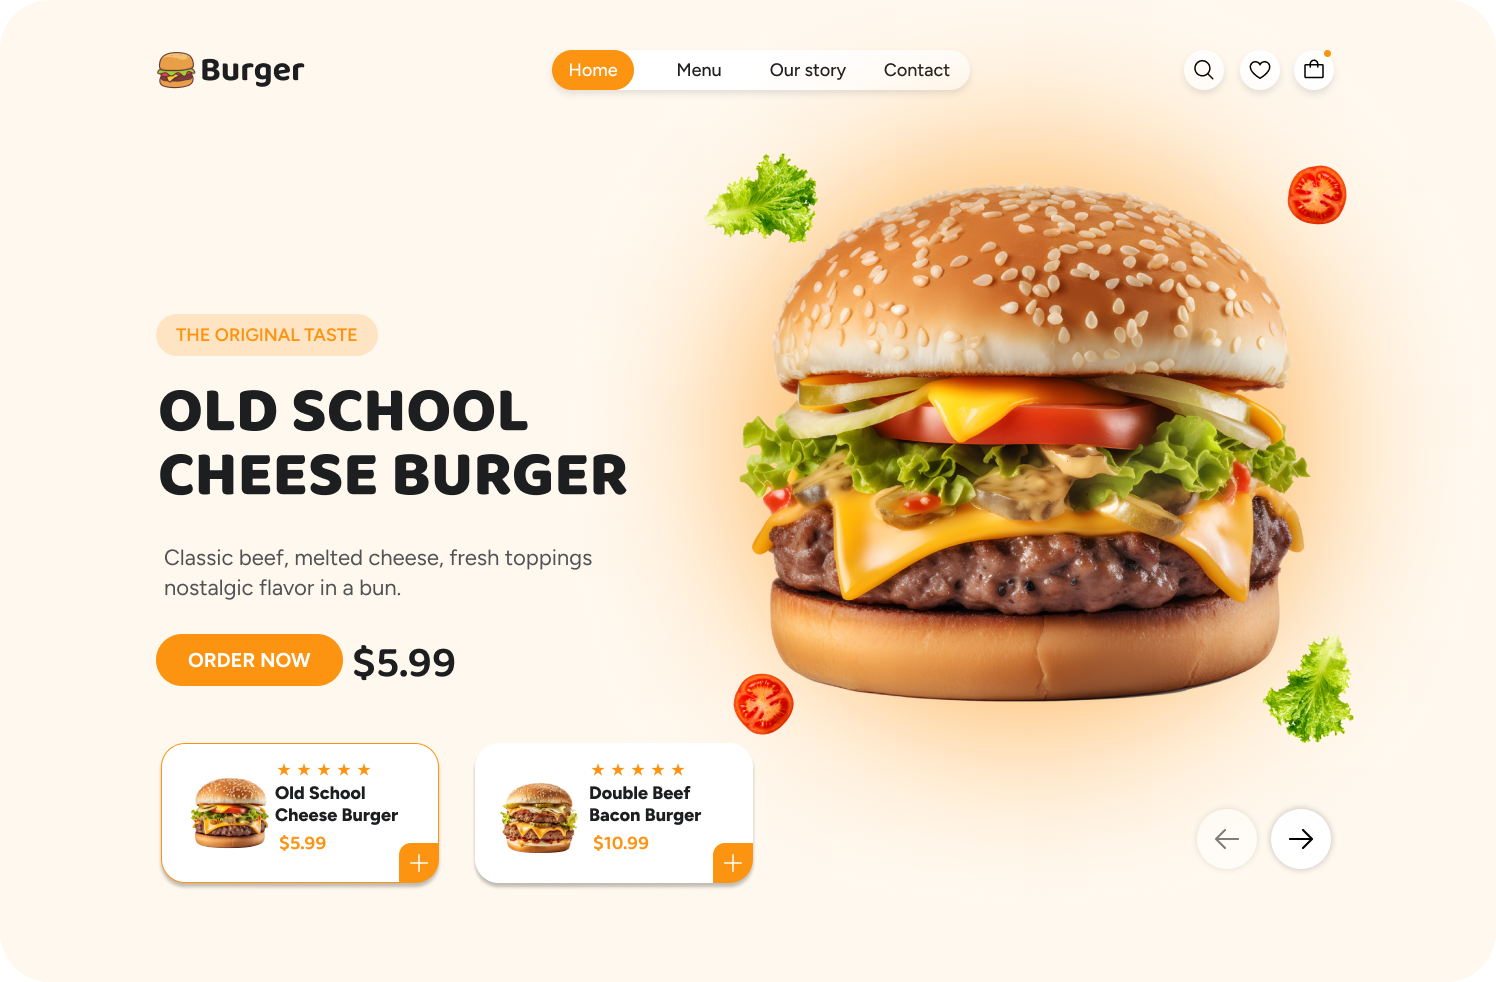 Burger
Home Menu Our story Contact
THE ORIGINAL TASTE
OLD SCHOOL
CHEESE BURGER
Classic beef, melted cheese, fresh toppings
nostalgic flavor in a bun.
ORDER NOW $5.99
Old School
Cheese Burger
$5.99
Double Beef
Bacon Burger
$10.99